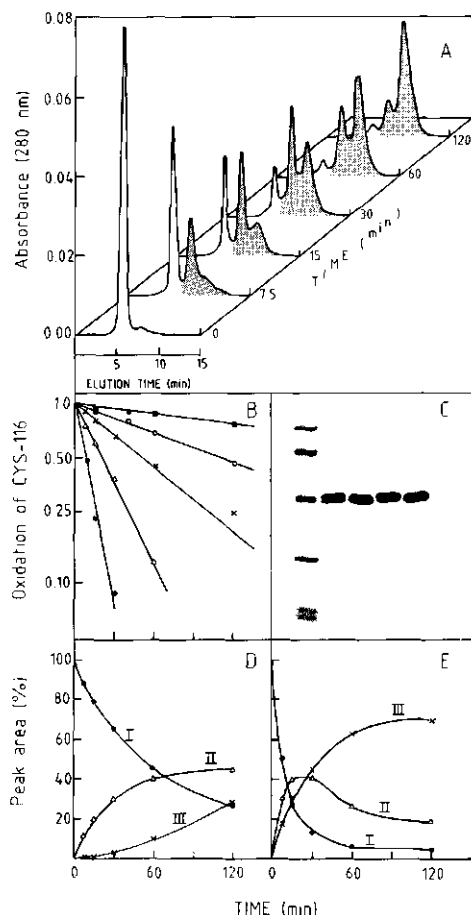 0.08
A
0.06
0.04
0.02
0.00
Absorbance (280 nm)
120
60
30
15
7.5
0
TIME (min)
5 10 15
ELUTION TIME (min)
1.0
B
C
0.50
0.25
0.10
Oxidation of CYS-116
100
D
E
80
60
40
20
Peak area (%)
I
II
III
III
II
I
0 60 120 0 60 120
TIME (min)